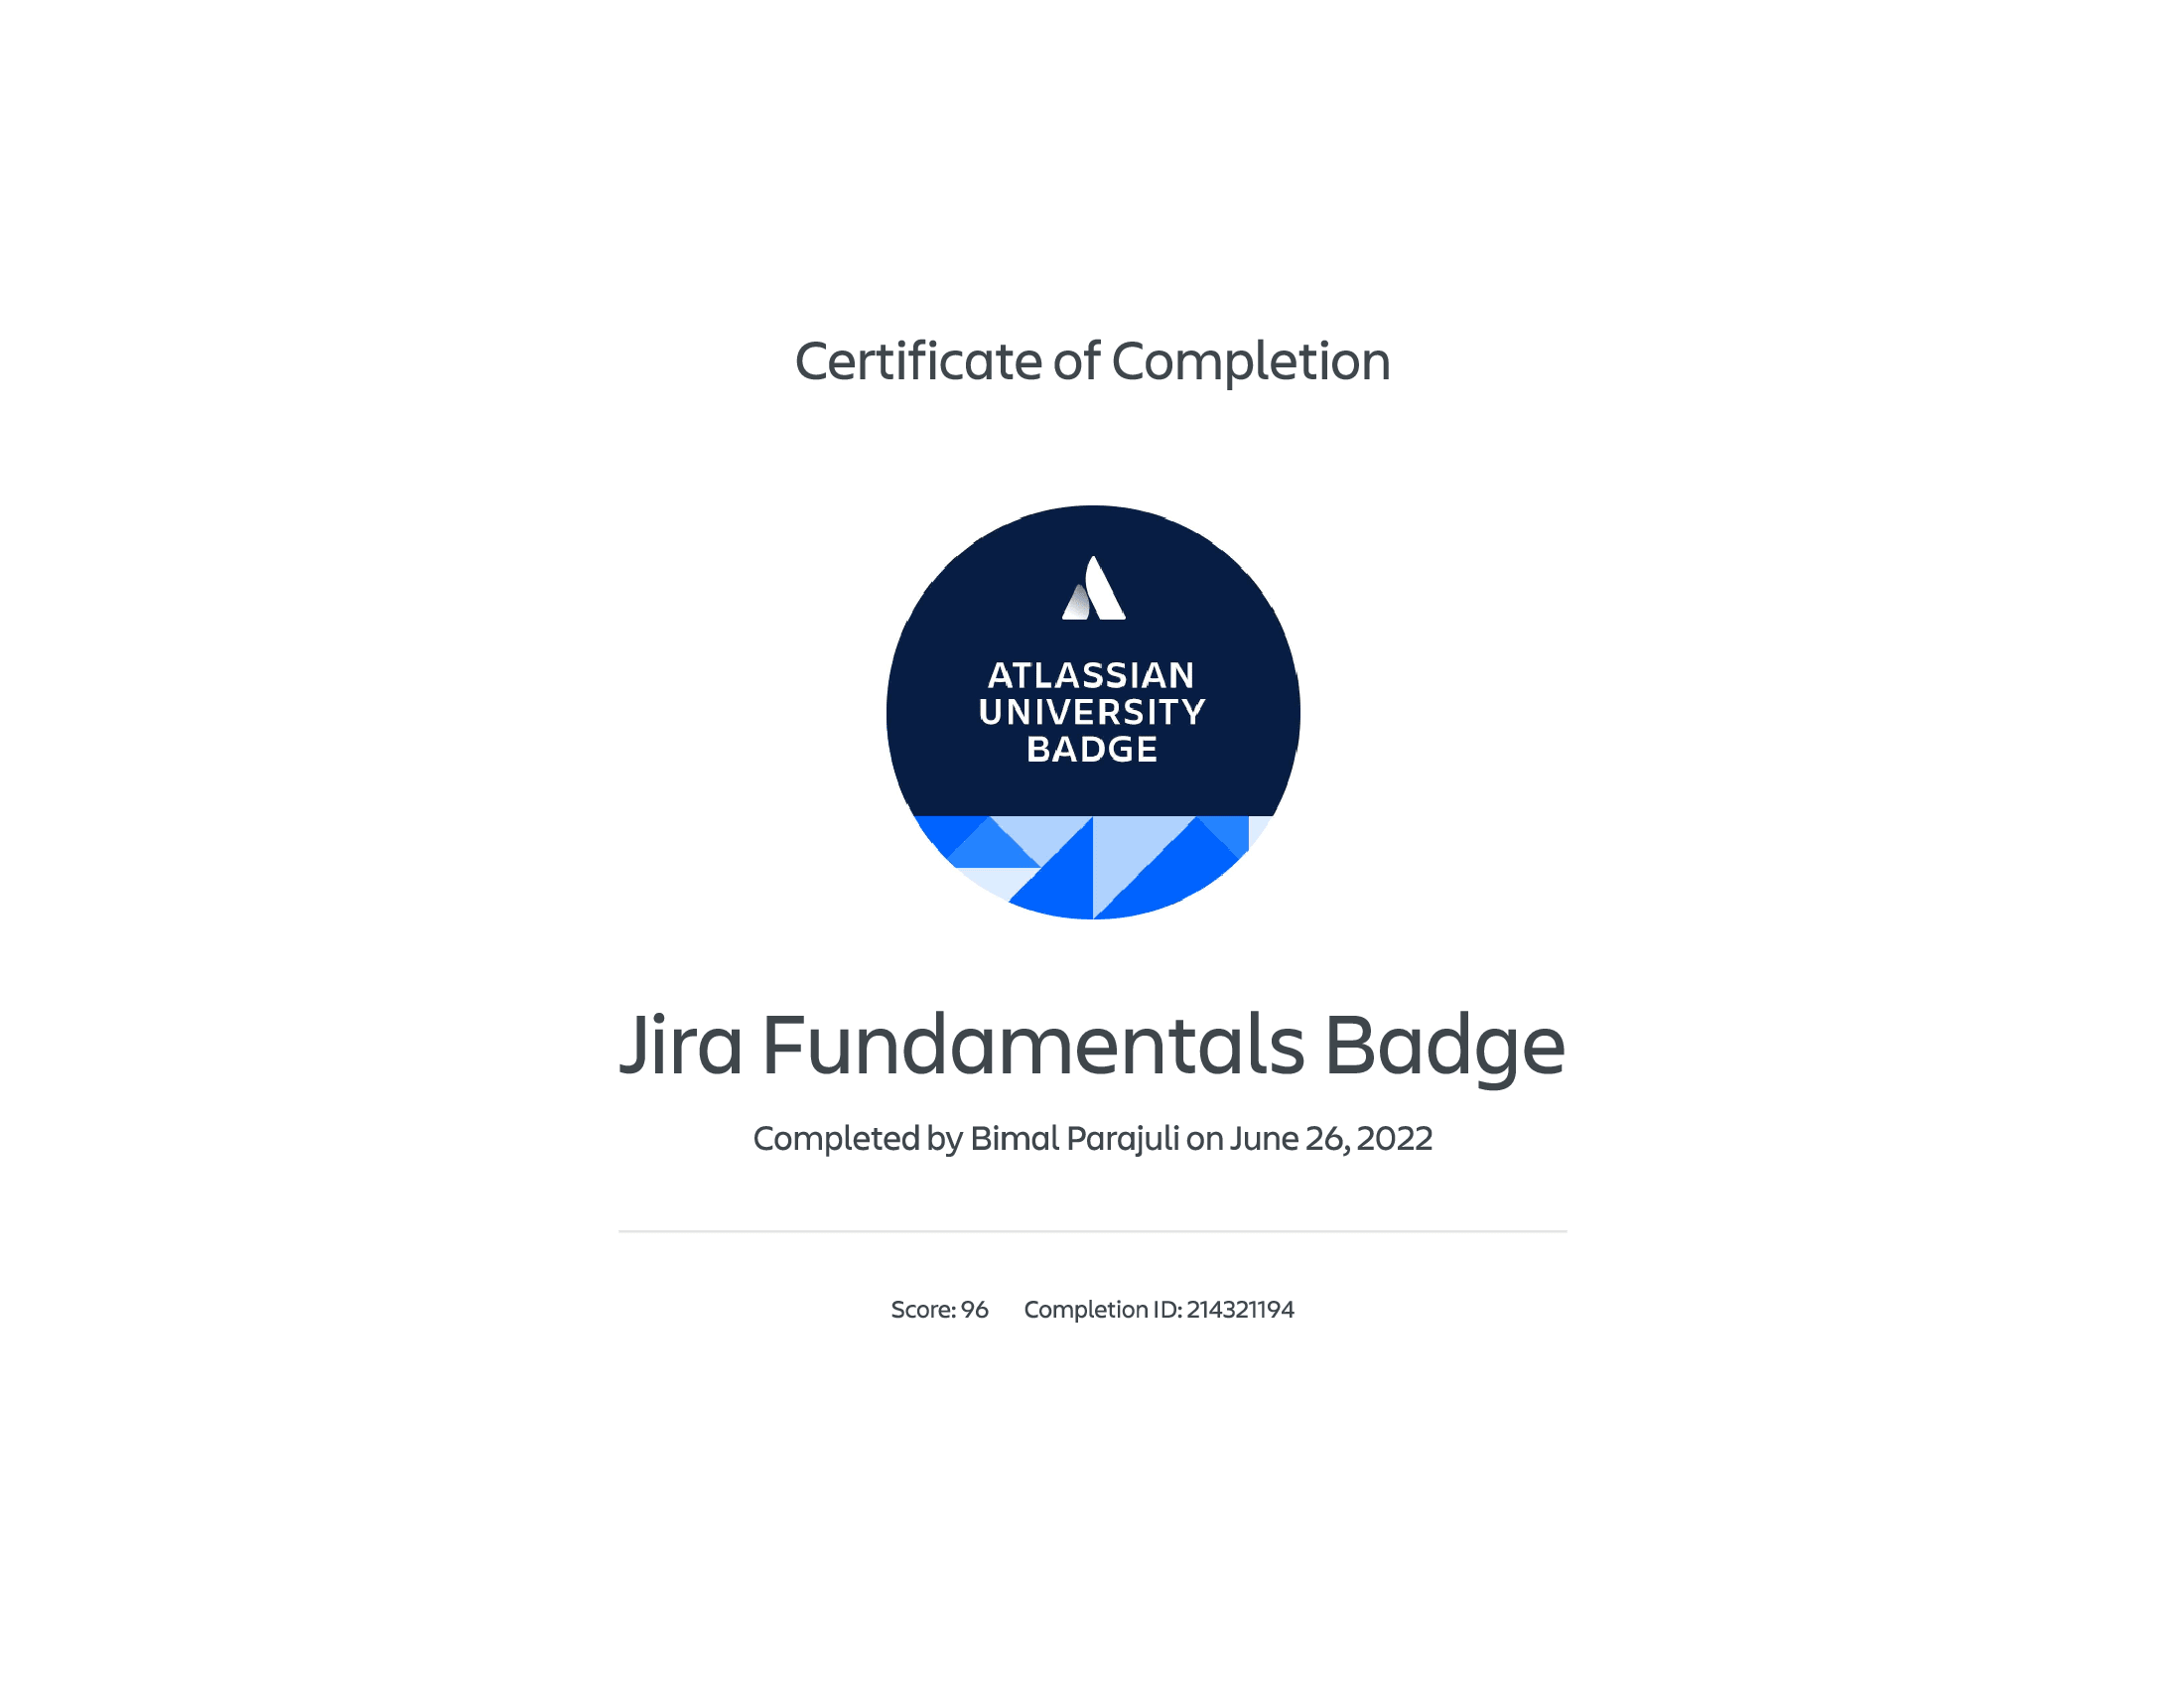 Certificate of Completion
ATLASSIAN
UNIVERSITY
BADGE
Jira Fundamentals Badge
Completed by Bimal Parajuli on June 26, 2022
Score: 96 Completion ID: 214321194